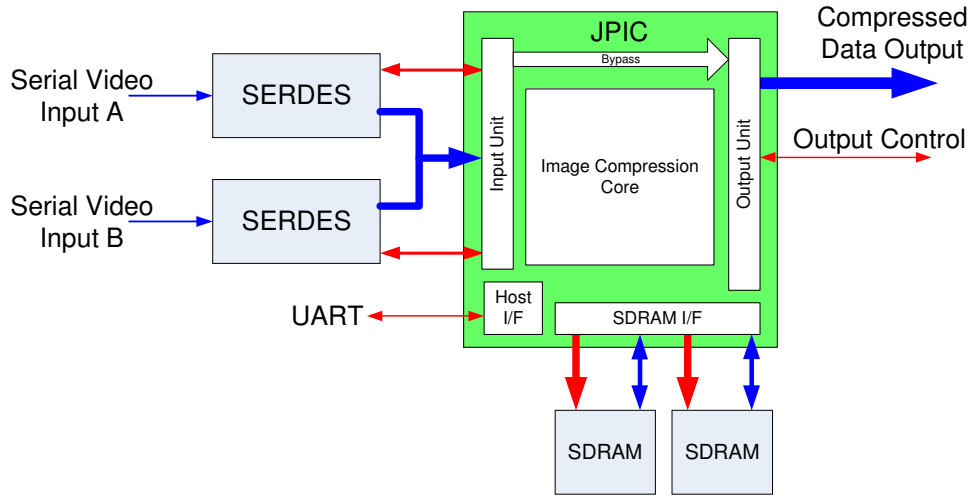 Serial Video
Input A
Serial Video
Input B
SERDES
SERDES
UART
JPIC
Input Unit
Bypass
Image Compression
Core
Output Unit
Host
I/F
SDRAM I/F
SDRAM
SDRAM
Compressed
Data Output
Output Control